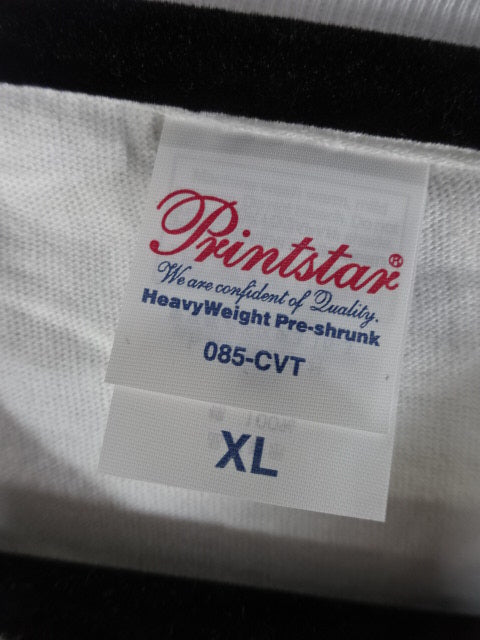 Printstar®
We are confident of Quality.
HeavyWeight Pre-shrunk
085-CVT
XL